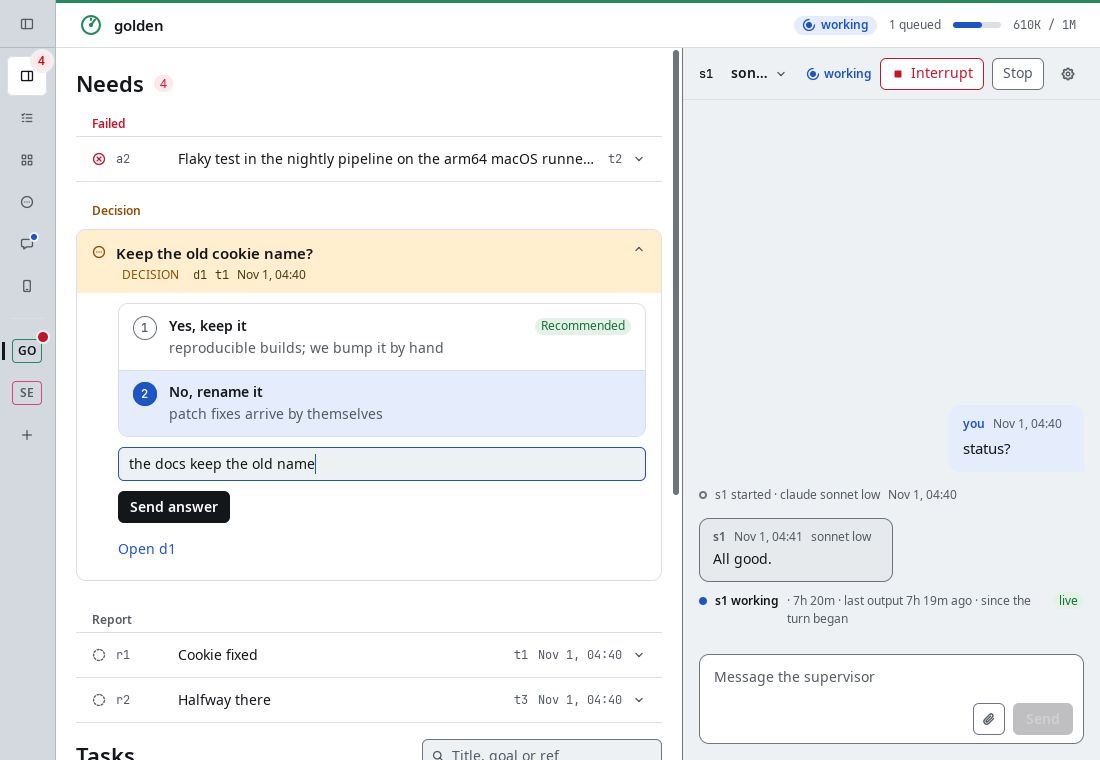 golden
working
1 queued
610K / 1M
4
GO
SE
Needs 4
Failed
a2 Flaky test in the nightly pipeline on the arm64 macOS runne… t2
Decision
Keep the old cookie name?
DECISION d1 t1 Nov 1, 04:40
1 Yes, keep it Recommended
reproducible builds; we bump it by hand
2 No, rename it
patch fixes arrive by themselves
the docs keep the old name
Send answer
Open d1
Report
r1 Cookie fixed t1 Nov 1, 04:40
r2 Halfway there t3 Nov 1, 04:40
Tasks
Title, goal or ref
s1 son… working Interrupt Stop
you Nov 1, 04:40
status?
s1 started · claude sonnet low Nov 1, 04:40
s1 Nov 1, 04:41 sonnet low
All good.
s1 working · 7h 20m · last output 7h 19m ago · since the live
turn began
Message the supervisor
Send